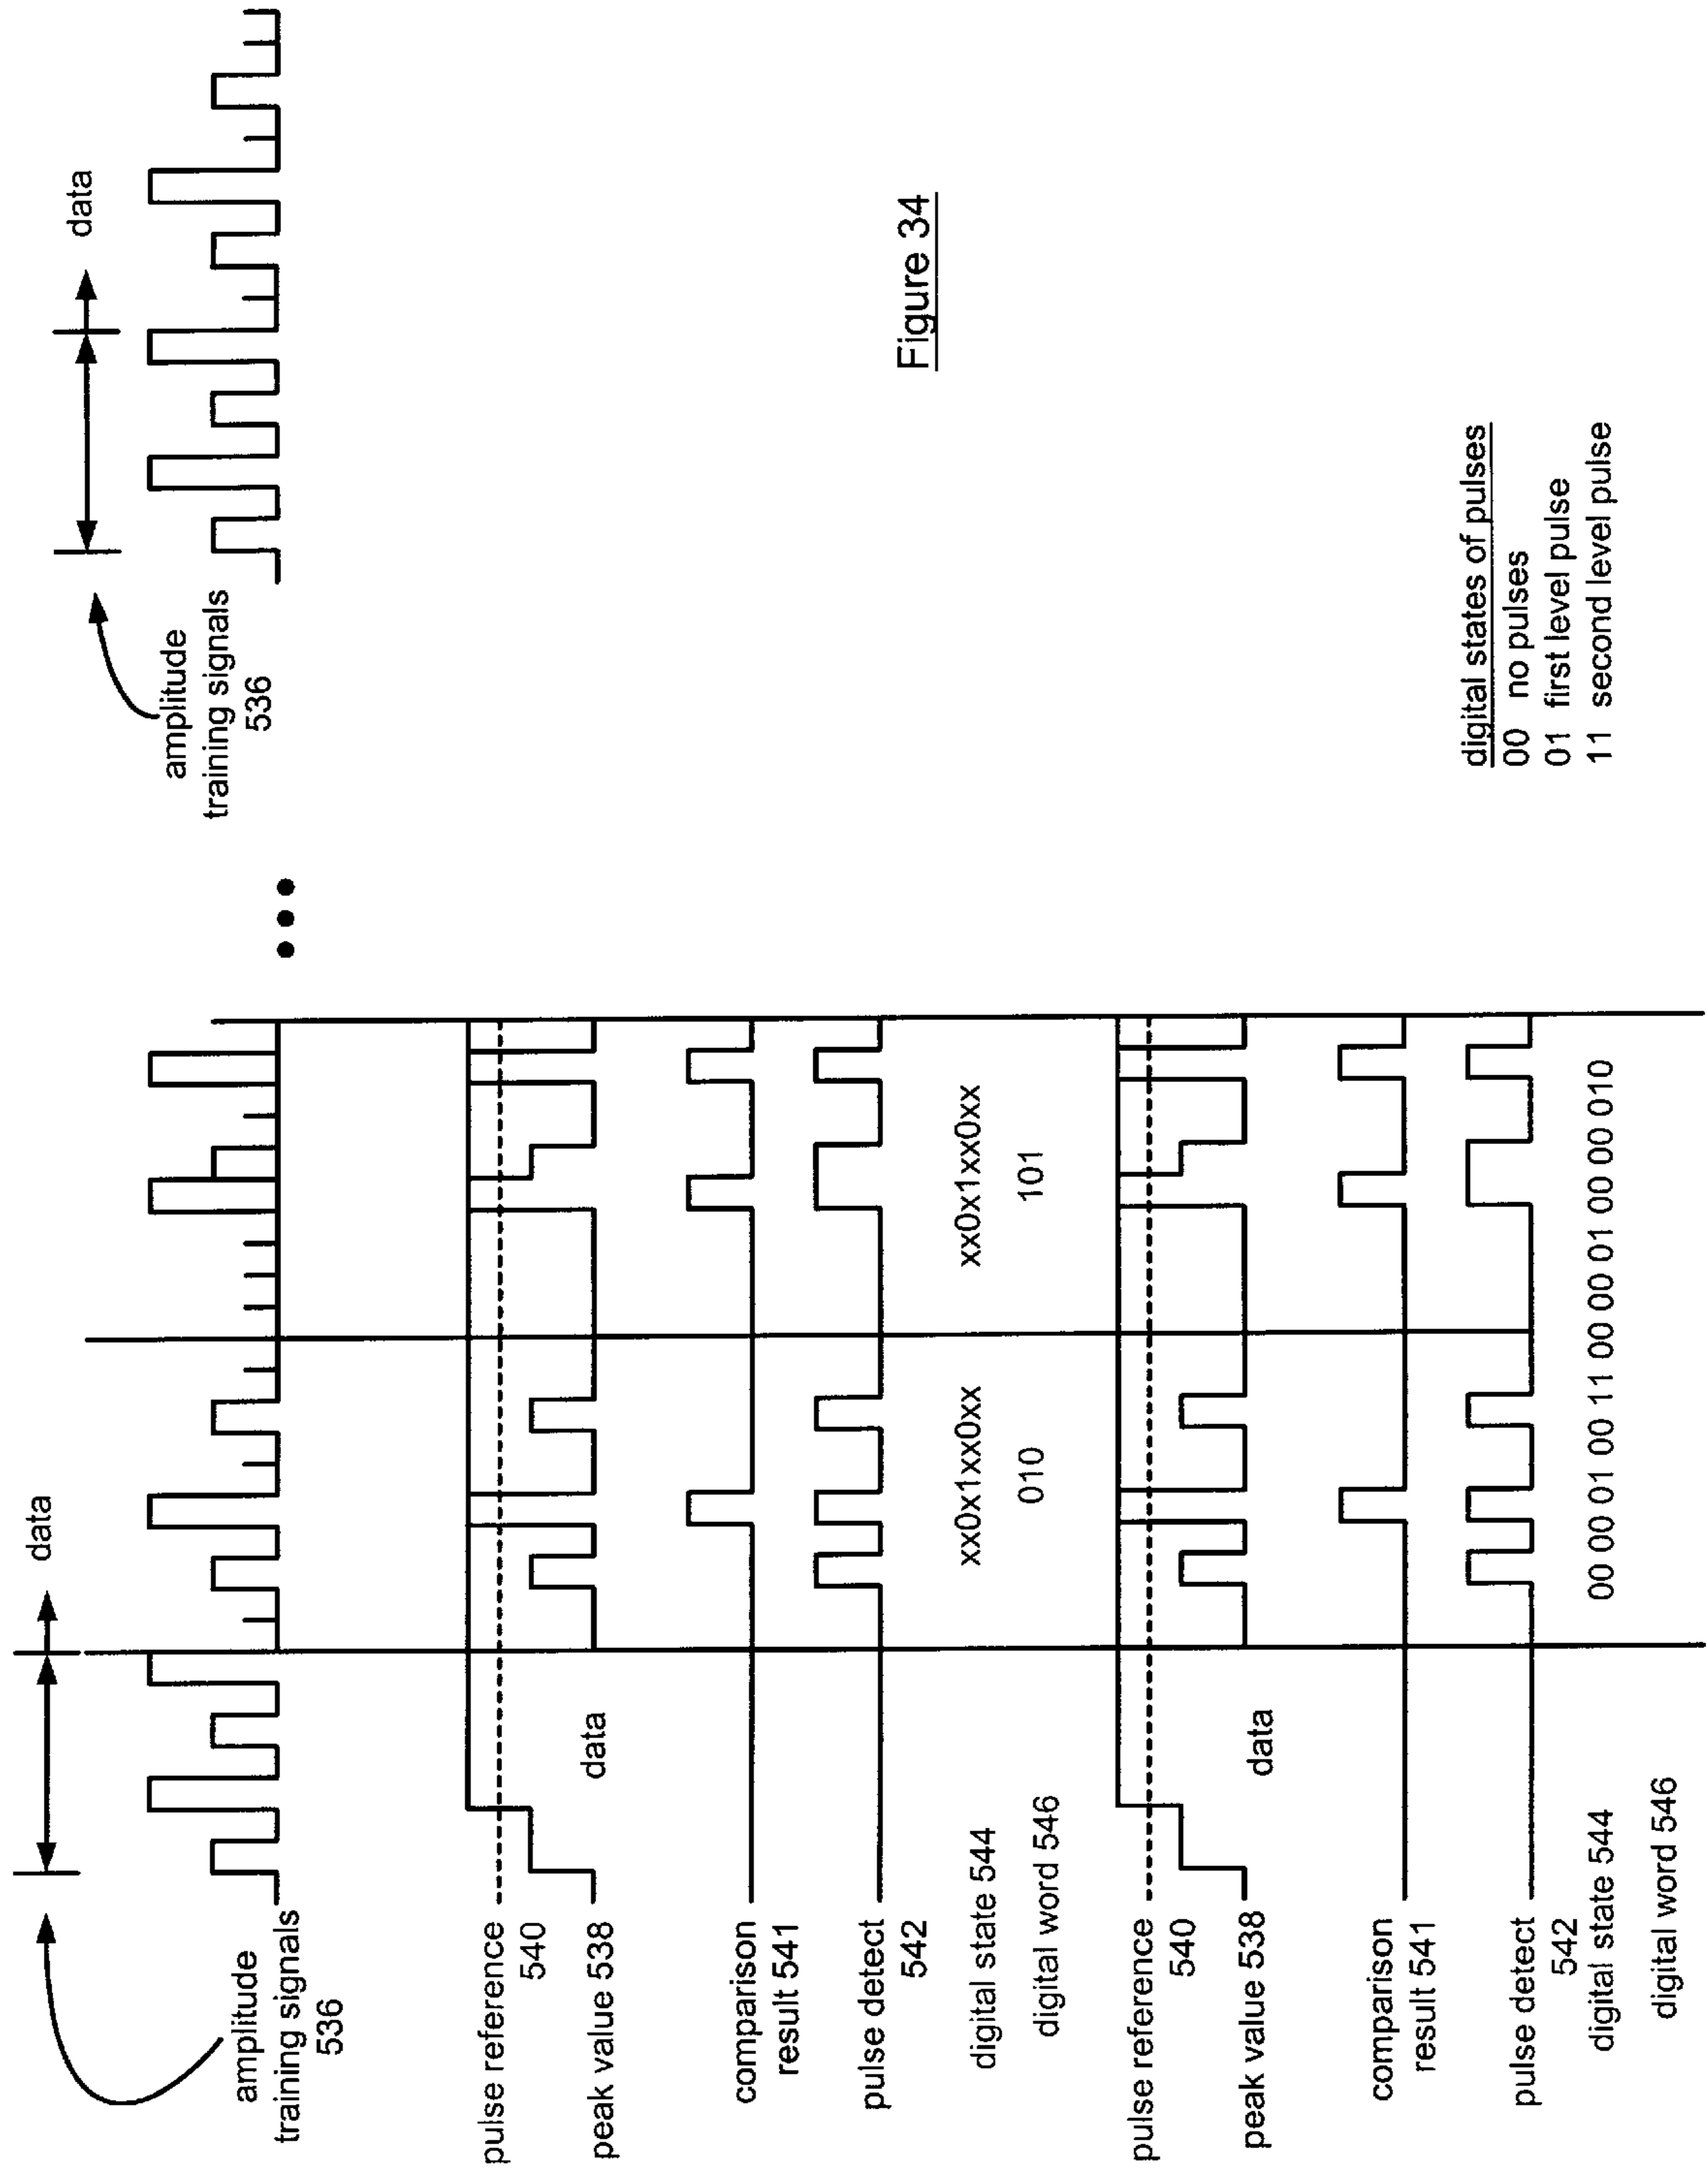 data
data
amplitude
training signals
536
amplitude
training signals
536
pulse reference
540
peak value 538
data
comparison
result 541
pulse detect
542
digital state 544
xx0x1xx0xx
xx0x1xx0xx
digital word 546
010
101
pulse reference
540
peak value 538
data
comparison
result 541
pulse detect
542
digital state 544
00 00 01 00 11 00 00 01 00 00 00 010
digital word 546
Figure 34
digital states of pulses
00 no pulses
01 first level pulse
11 second level pulse